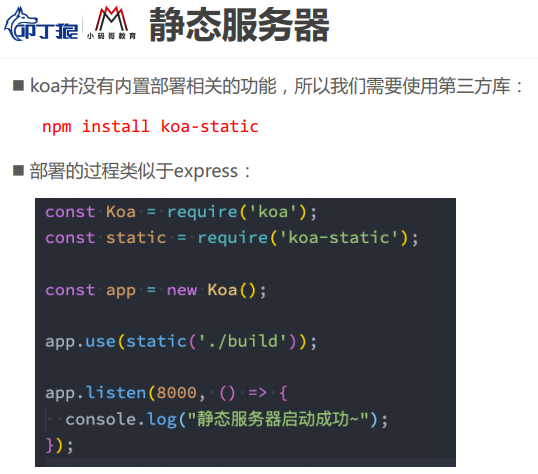 叩丁狼
小码哥教育
静态服务器
koa并没有内置部署相关的功能，所以我们需要使用第三方库：
npm install koa-static
部署的过程类似于express：
const Koa = require('koa');
const static = require('koa-static');
const app = new Koa();
app.use(static('./build'));
app.listen(8000, () => {
  console.log("静态服务器启动成功~");
});